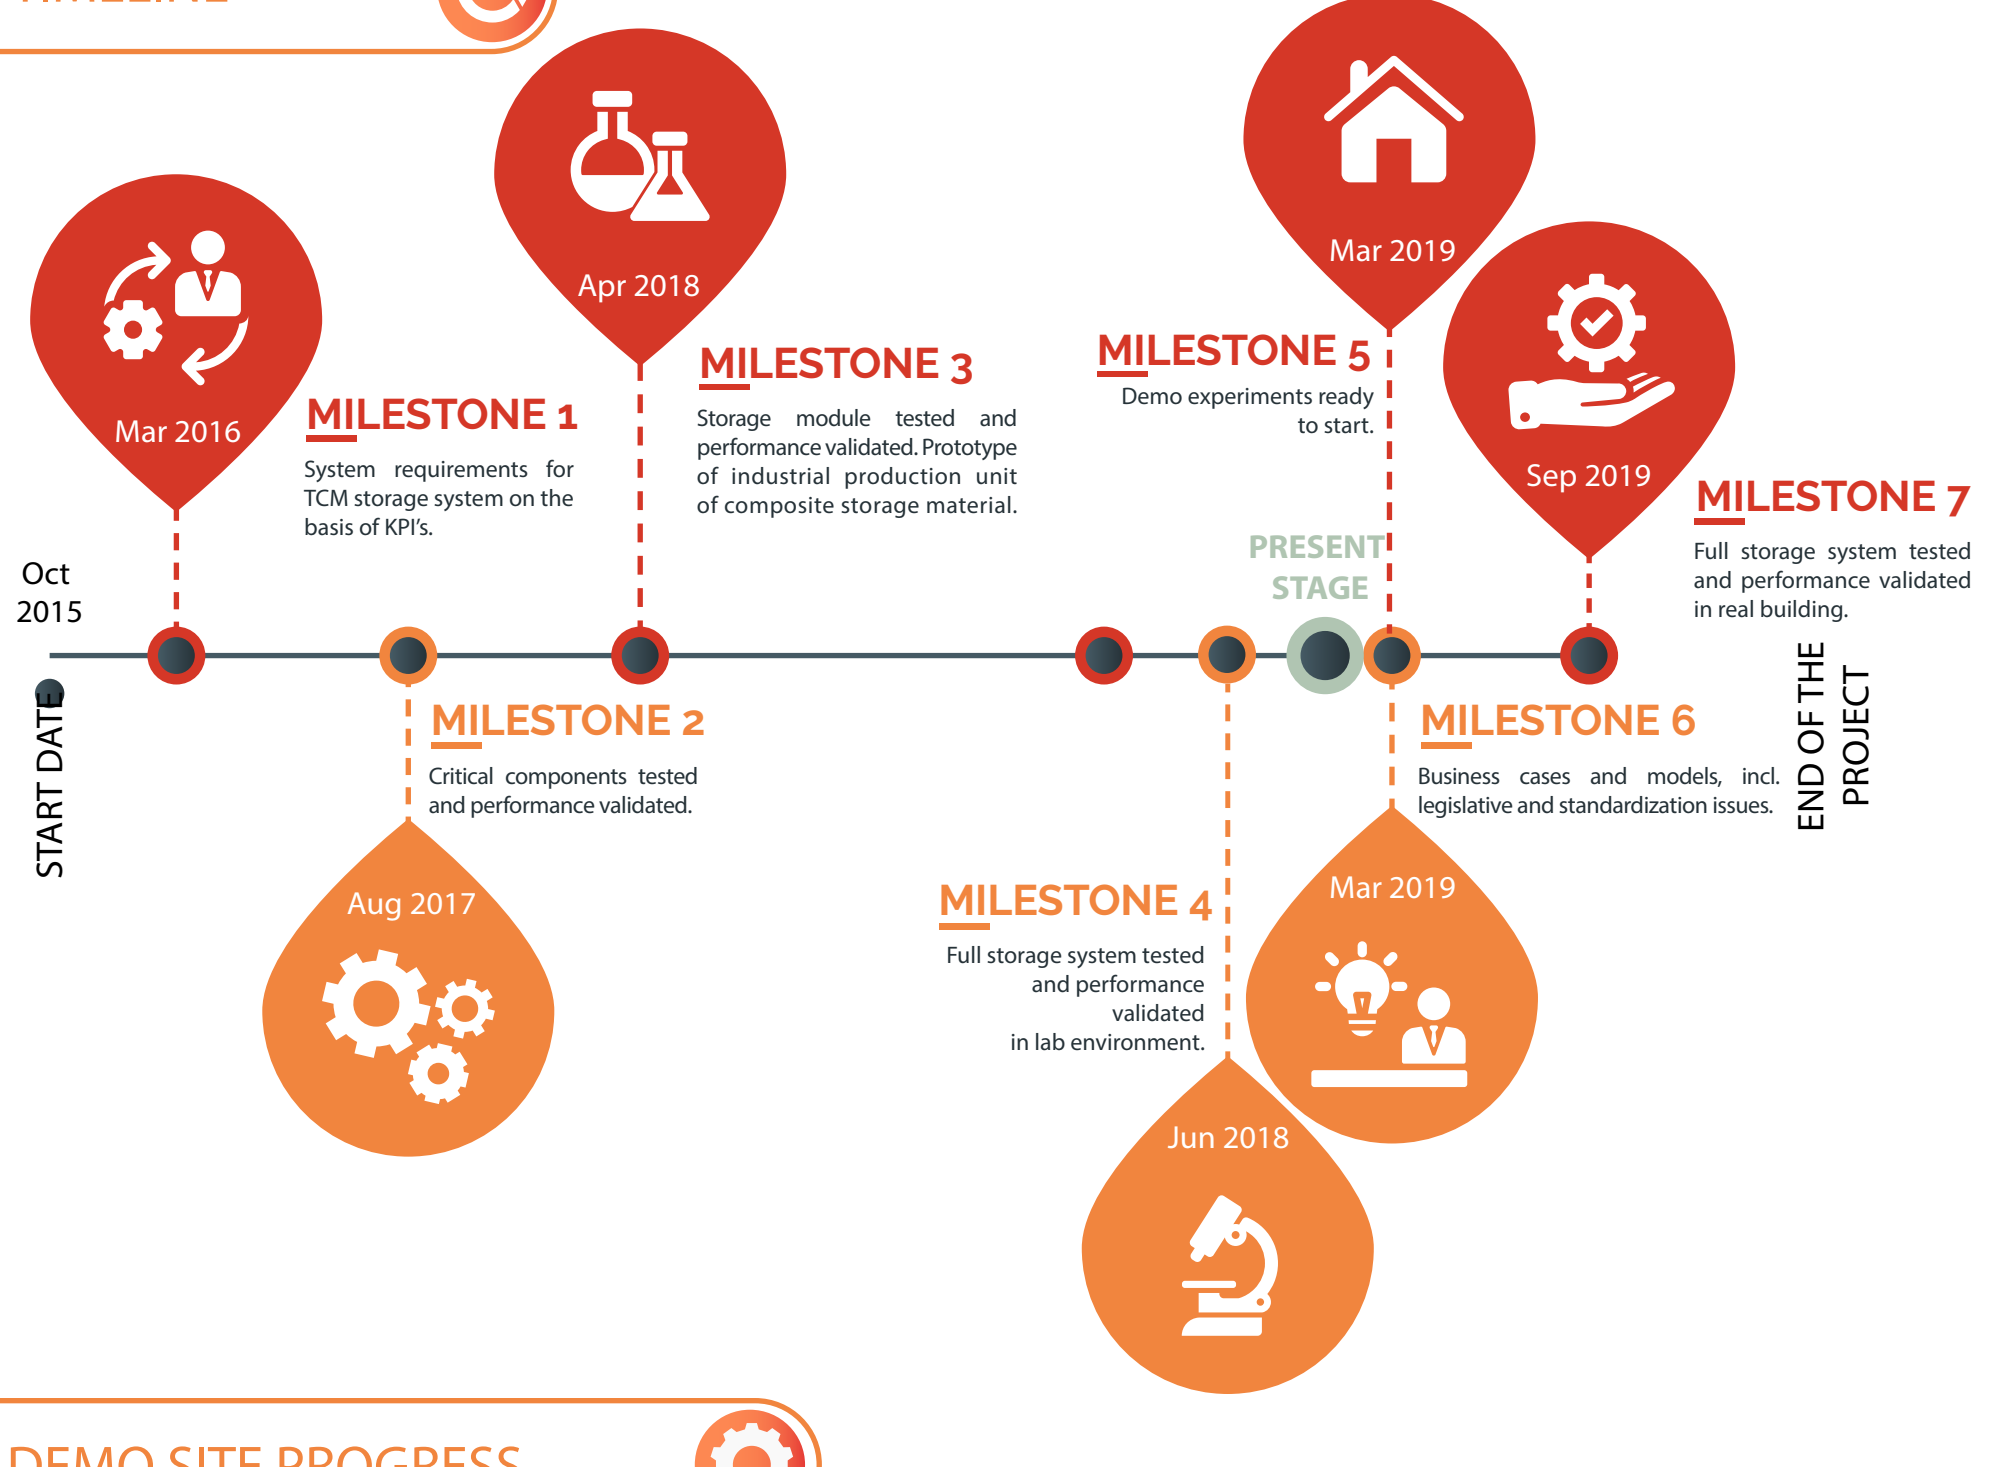 TIMELINE
Mar 2016
MILESTONE 1
System requirements for
TCM storage system on the
basis of KPI's.
Apr 2018
MILESTONE 3
Storage module tested and
performance validated. Prototype
of industrial production unit
of composite storage material.
Mar 2019
MILESTONE 5
Demo experiments ready
to start.
Sep 2019
MILESTONE 7
Full storage system tested
and performance validated
in real building.
PRESENT
STAGE
Oct
2015
START DATE
MILESTONE 2
Critical components tested
and performance validated.
Aug 2017
MILESTONE 4
Full storage system tested
and performance
validated
in lab environment.
Jun 2018
MILESTONE 6
Business cases and models, incl.
legislative and standardization issues.
Mar 2019
END OF THE
PROJECT
DEMO SITE PROGRESS